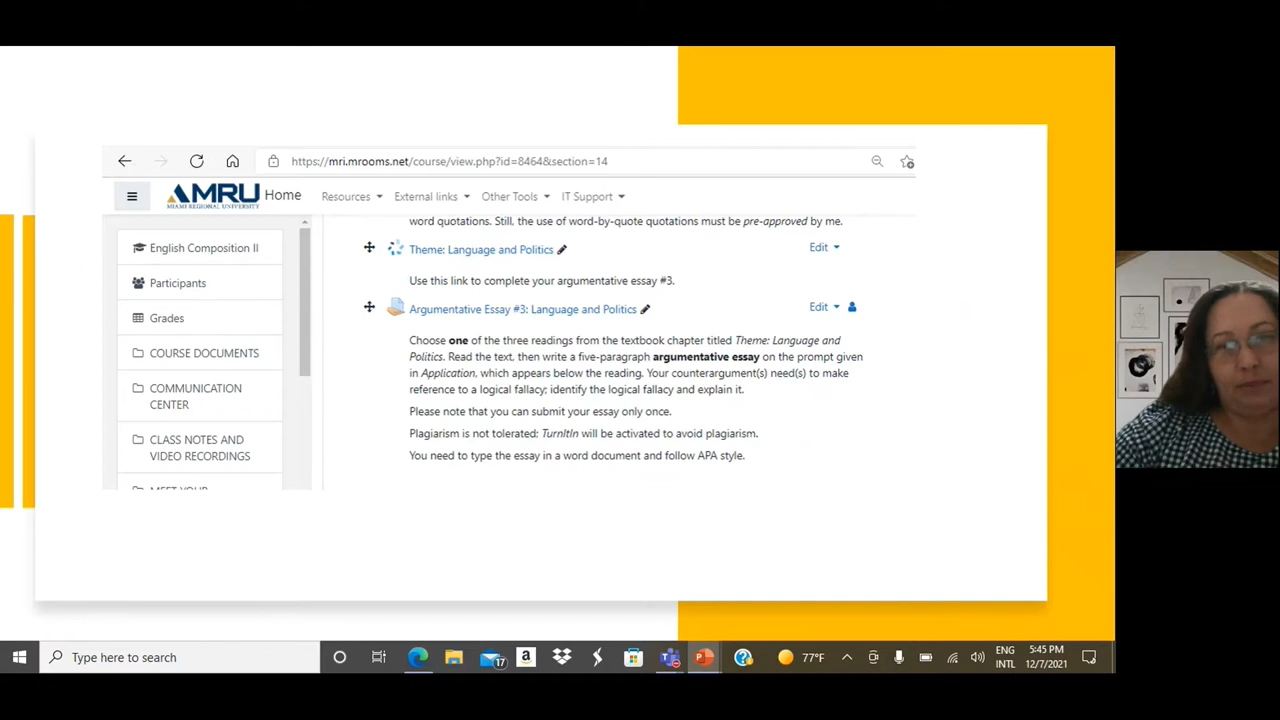 https://mri.mrooms.net/course/view.php?id=8464&section=14
MRU
MIAMI REGIONAL UNIVERSITY
Home Resources External links Other Tools IT Support
English Composition II
Participants
Grades
COURSE DOCUMENTS
COMMUNICATION
CENTER
CLASS NOTES AND
VIDEO RECORDINGS
MEET YOUR
word quotations. Still, the use of word-by-quote quotations must be pre-approved by me.
Theme: Language and Politics Edit
Use this link to complete your argumentative essay #3.
Argumentative Essay #3: Language and Politics Edit
Choose one of the three readings from the textbook chapter titled Theme: Language and
Politics. Read the text, then write a five-paragraph argumentative essay on the prompt given
in Application, which appears below the reading. Your counterargument(s) need(s) to make
reference to a logical fallacy; identify the logical fallacy and explain it.
Please note that you can submit your essay only once.
Plagiarism is not tolerated; TurnItIn will be activated to avoid plagiarism.
You need to type the essay in a word document and follow APA style.
Type here to search
17
a
77°F
ENG
INTL
5:45 PM
12/7/2021